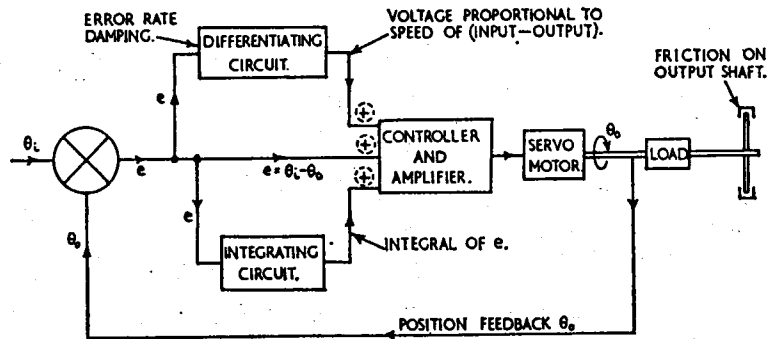 ERROR RATE
DAMPING.
DIFFERENTIATING
CIRCUIT.
VOLTAGE PROPORTIONAL TO
SPEED OF (INPUT—OUTPUT).
FRICTION ON
OUTPUT SHAFT.
e
θi
e
e = θi-θo
+
+
+
CONTROLLER
AND
AMPLIFIER.
SERVO
MOTOR
θo
LOAD
e
θo
INTEGRATING
CIRCUIT.
INTEGRAL OF e.
POSITION FEEDBACK θo